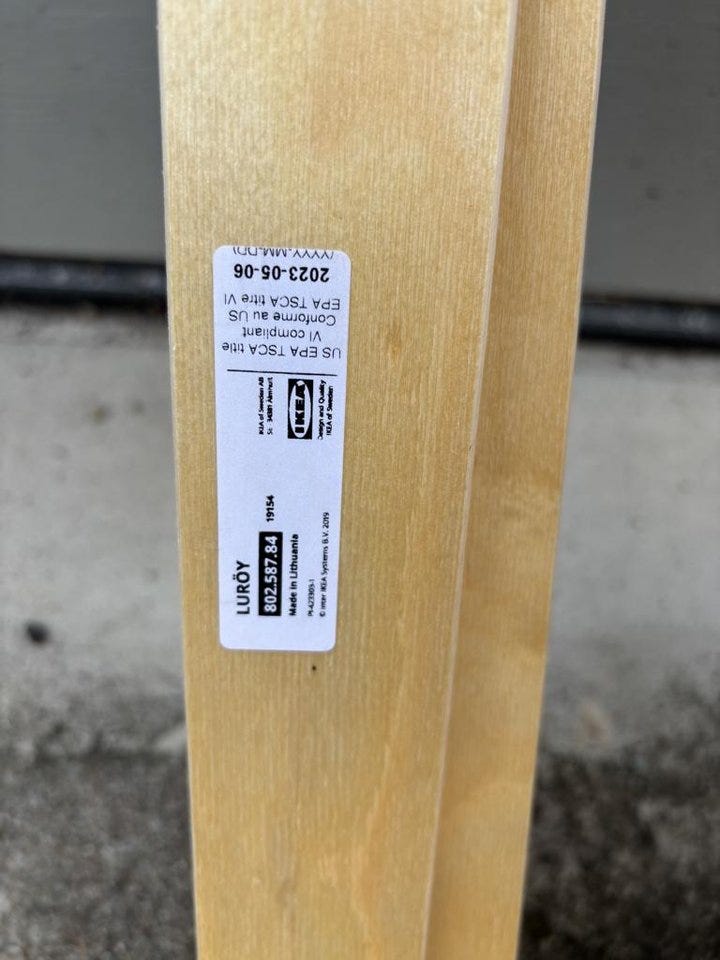 LURÖY
802.587.84 19154
Made in Lithuania
PI-423303-1
© Inter IKEA Systems B.V. 2019
IKEA of Sweden AB
SE 34381 Älmhult
IKEA
Design and Quality
IKEA of Sweden
US EPA TSCA title
VI compliant
Conforme au US
EPA TSCA titre VI
2023-05-06
(YYYY-MM-DD)